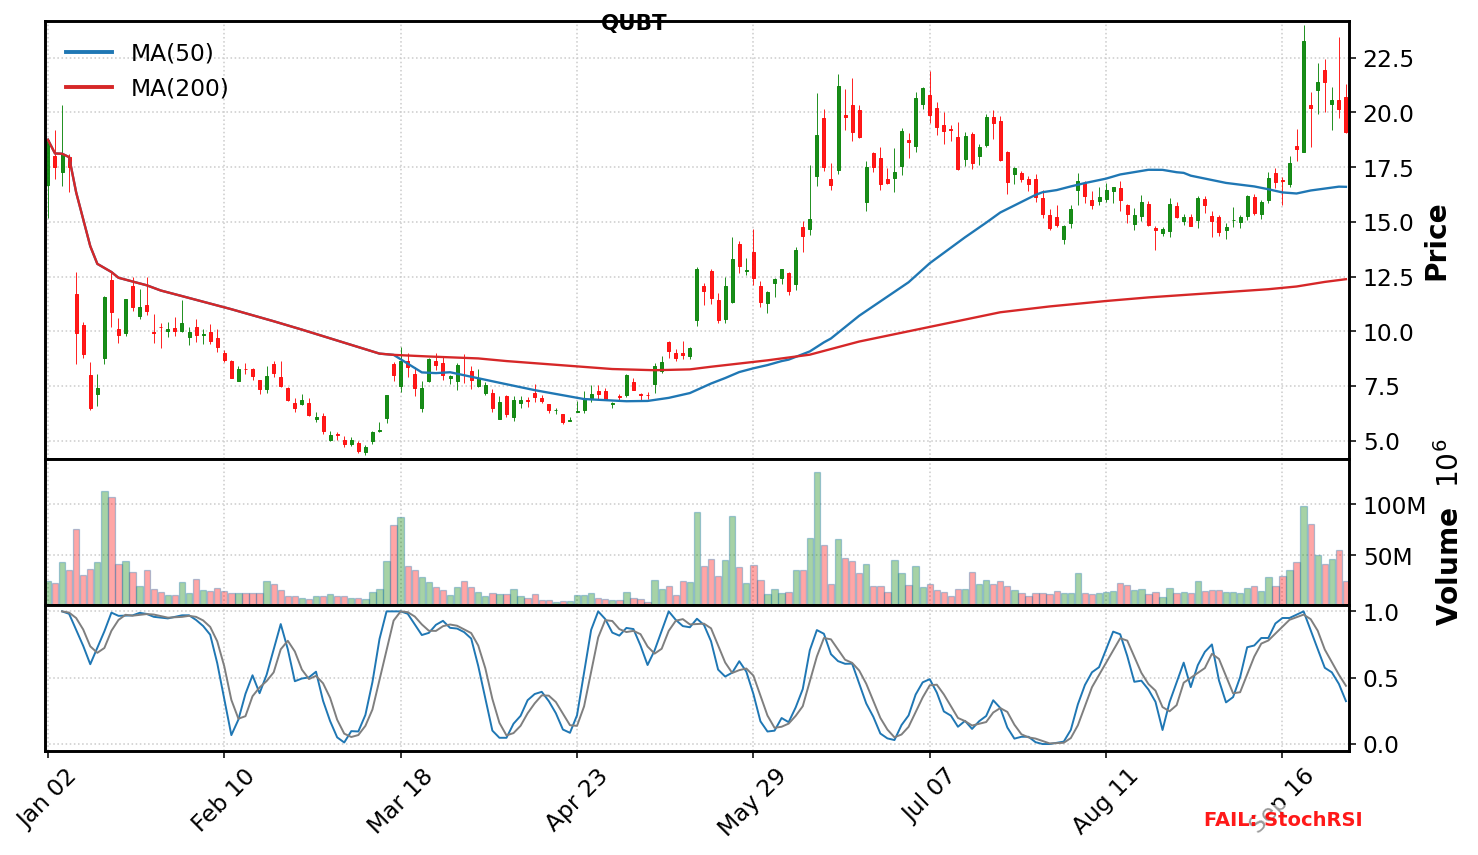 QUBT
MA(50)
MA(200)
22.5
20.0
17.5
15.0
12.5
10.0
7.5
5.0
Price
100M
50M
Volume 10⁶
1.0
0.5
0.0
Jan 02
Feb 10
Mar 18
Apr 23
May 29
Jul 07
Aug 11
Sep 16
FAIL: StochRSI